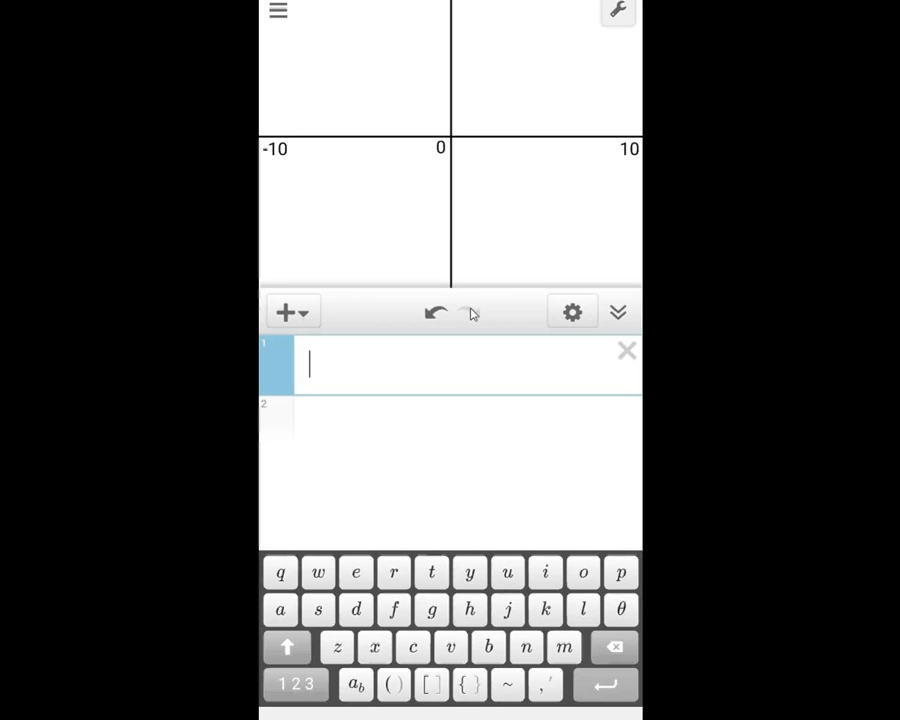 -10 0 10
1
2
q w e r t y u i o p
a s d f g h j k l θ
z x c v b n m
1 2 3 a b ( ) [ ] { } ~ , '